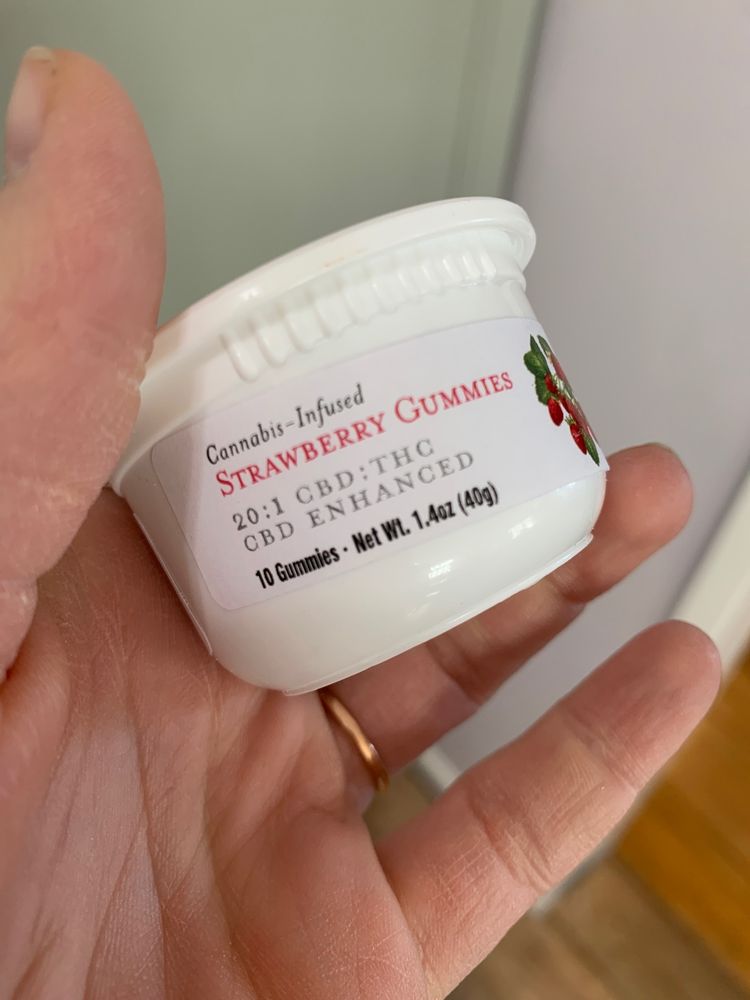 Cannabis-Infused
STRAWBERRY GUMMIES
20:1 CBD:THC
CBD ENHANCED
10 Gummies · Net Wt. 1.4oz (40g)